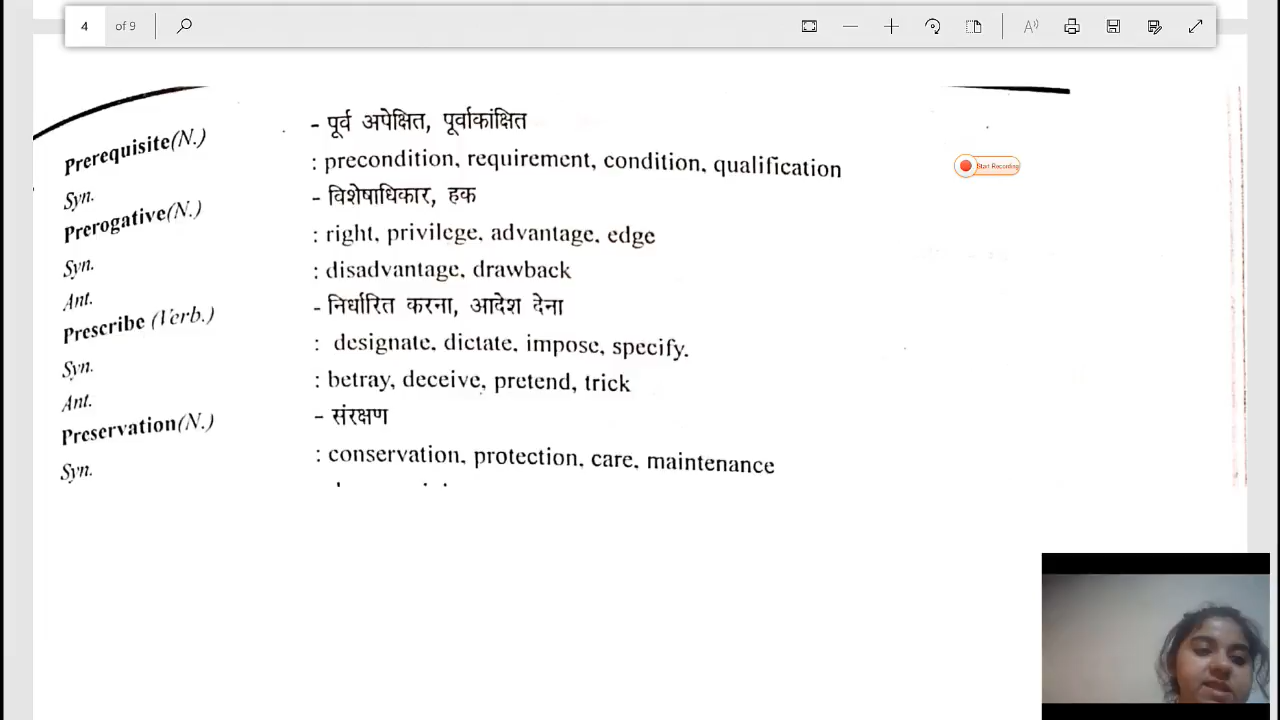 4 of 9
Start Recording
Prerequisite(N.) - पूर्व अपेक्षित, पूर्वाकांक्षित
Syn. : precondition, requirement, condition, qualification
Prerogative(N.) - विशेषाधिकार, हक
Syn. : right, privilege, advantage, edge
Ant. : disadvantage, drawback
Prescribe (Verb.) - निर्धारित करना, आदेश देना
Syn. : designate, dictate, impose, specify.
Ant. : betray, deceive, pretend, trick
Preservation(N.) - संरक्षण
Syn. : conservation, protection, care, maintenance